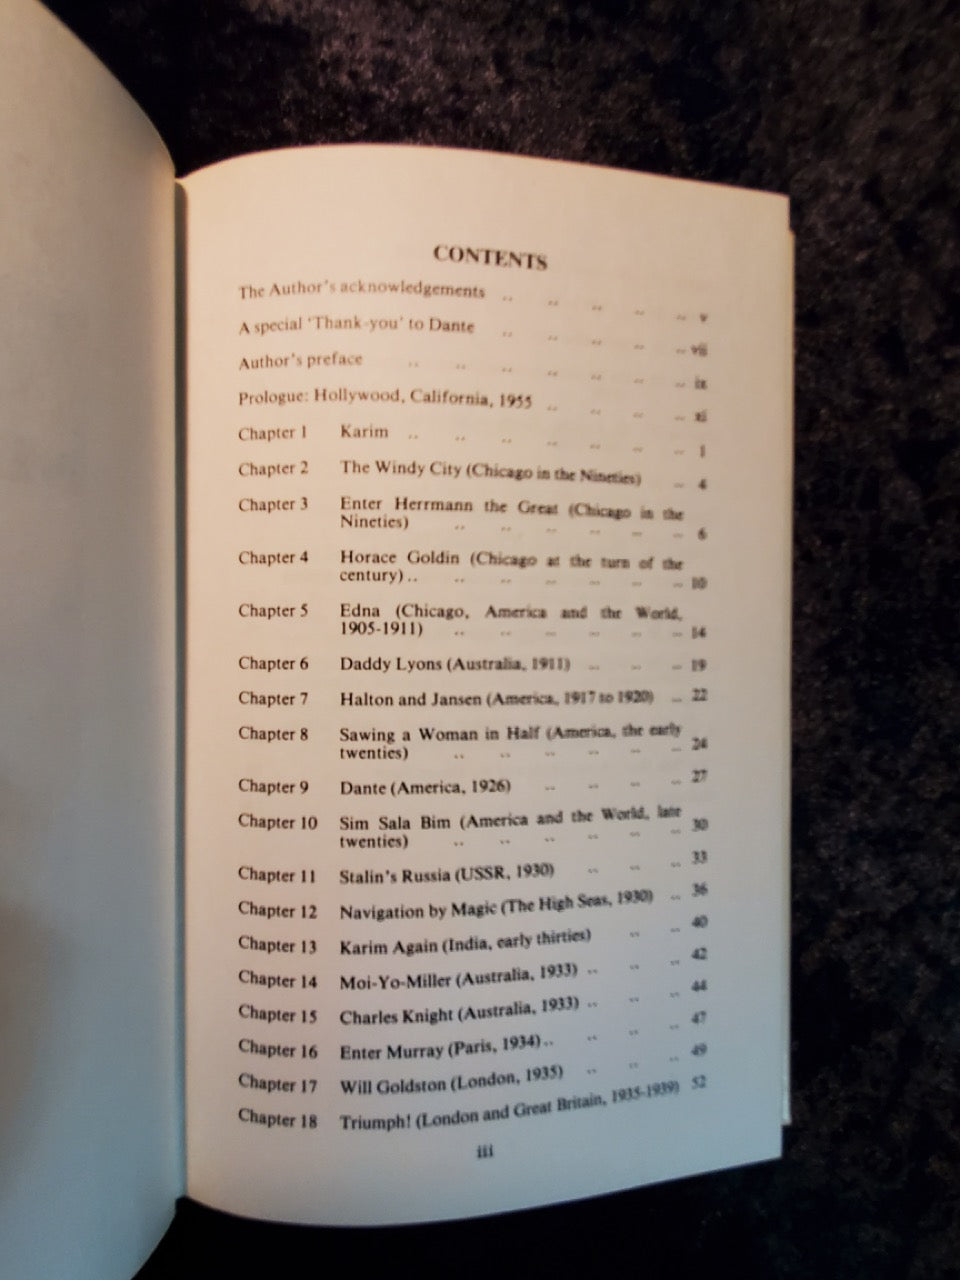 CONTENTS
The Author's acknowledgements .. .. .. .. .. v
A special 'Thank-you' to Dante .. .. .. .. .. vii
Author's preface .. .. .. .. .. .. .. ix
Prologue: Hollywood, California, 1955 .. .. .. .. xi
Chapter 1 Karim .. .. .. .. .. .. .. 1
Chapter 2 The Windy City (Chicago in the Nineties) .. 4
Chapter 3 Enter Herrmann the Great (Chicago in the
Nineties) .. .. .. .. .. .. 6
Chapter 4 Horace Goldin (Chicago at the turn of the
century) .. .. .. .. .. .. .. 10
Chapter 5 Edna (Chicago, America and the World,
1905-1911) .. .. .. .. .. .. 14
Chapter 6 Daddy Lyons (Australia, 1911) .. .. .. 19
Chapter 7 Halton and Jansen (America, 1917 to 1920) .. 22
Chapter 8 Sawing a Woman in Half (America, the early
twenties) .. .. .. .. .. .. 24
Chapter 9 Dante (America, 1926) .. .. .. .. 27
Chapter 10 Sim Sala Bim (America and the World, late
twenties) .. .. .. .. .. .. 30
Chapter 11 Stalin's Russia (USSR, 1930) .. .. .. 33
Chapter 12 Navigation by Magic (The High Seas, 1930) .. 36
Chapter 13 Karim Again (India, early thirties) .. .. 40
Chapter 14 Moi-Yo-Miller (Australia, 1933) .. .. .. 42
Chapter 15 Charles Knight (Australia, 1933) .. .. .. 44
Chapter 16 Enter Murray (Paris, 1934) .. .. .. .. 47
Chapter 17 Will Goldston (London, 1935) .. .. .. 49
Chapter 18 Triumph! (London and Great Britain, 1935-1939) 52
iii